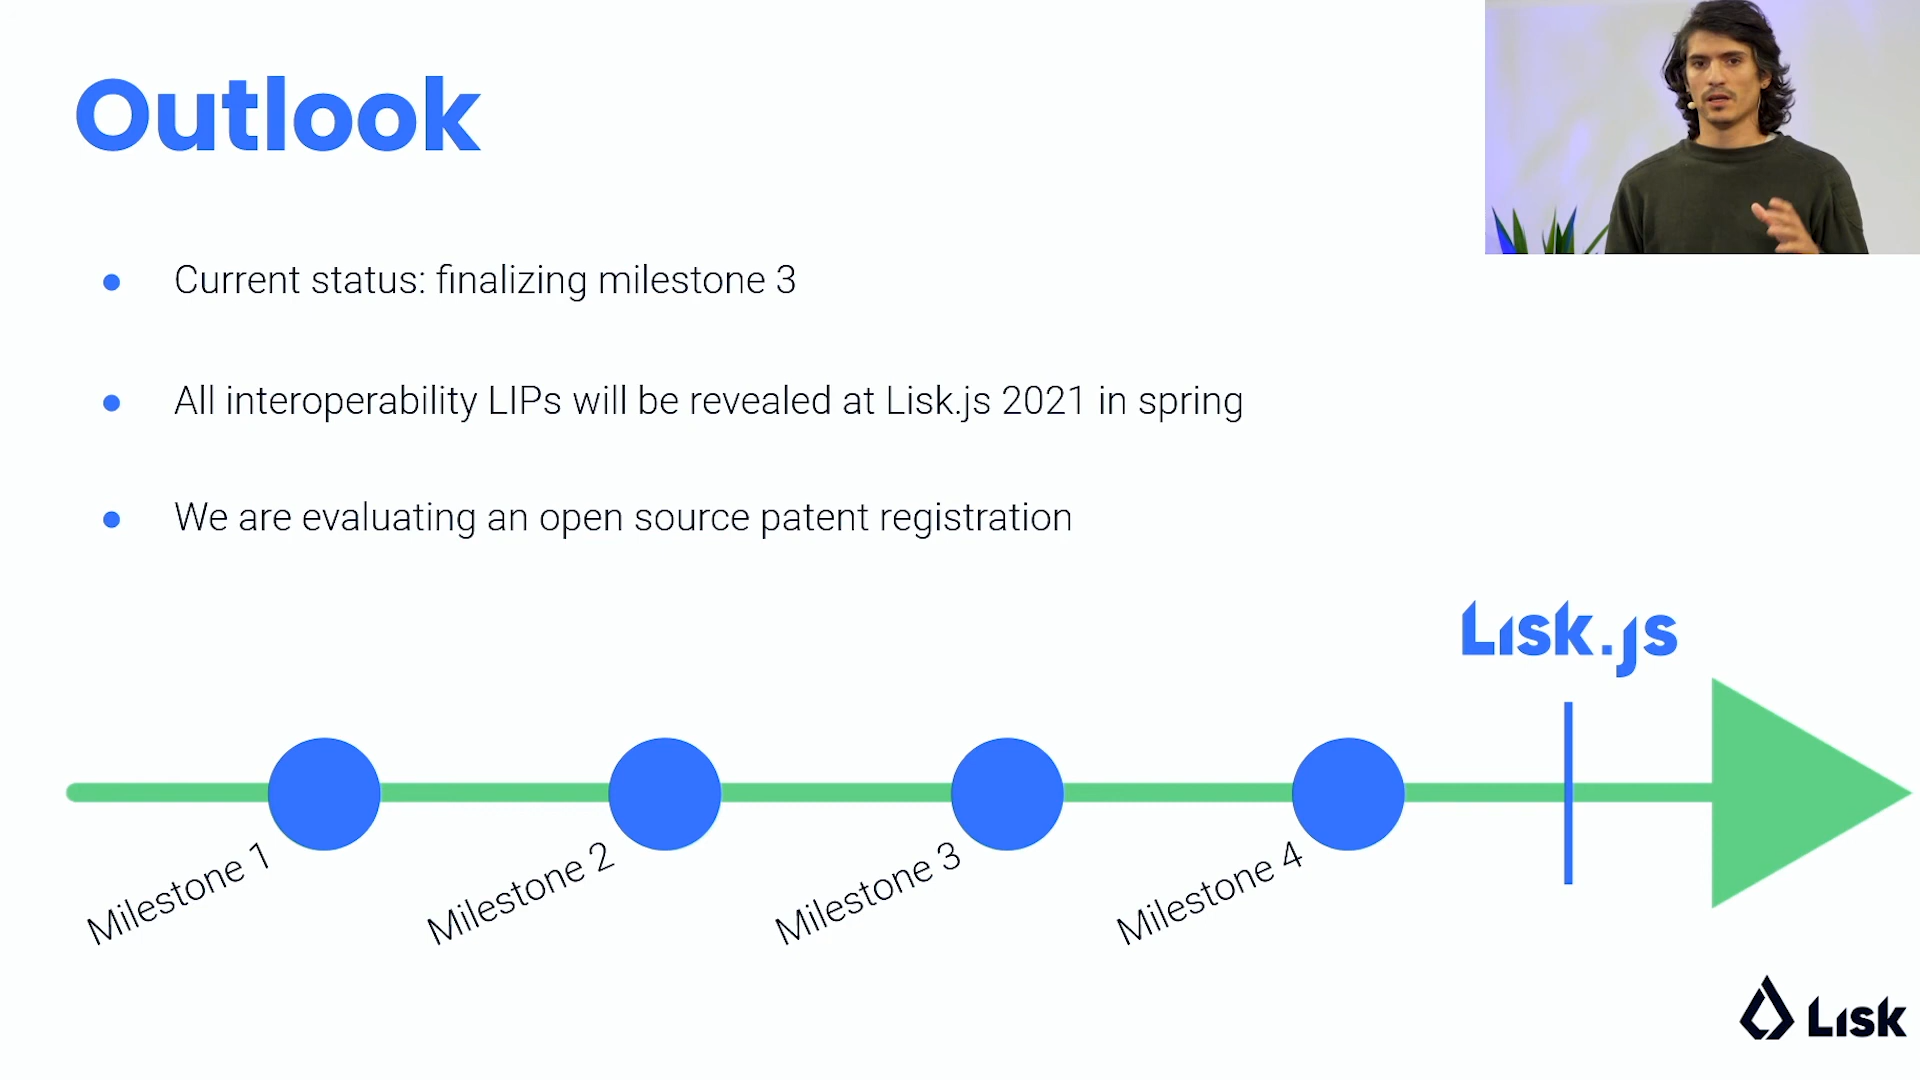 Outlook
Current status: finalizing milestone 3
All interoperability LIPs will be revealed at Lisk.js 2021 in spring
We are evaluating an open source patent registration
Lisk.js
Milestone 1
Milestone 2
Milestone 3
Milestone 4
Lisk